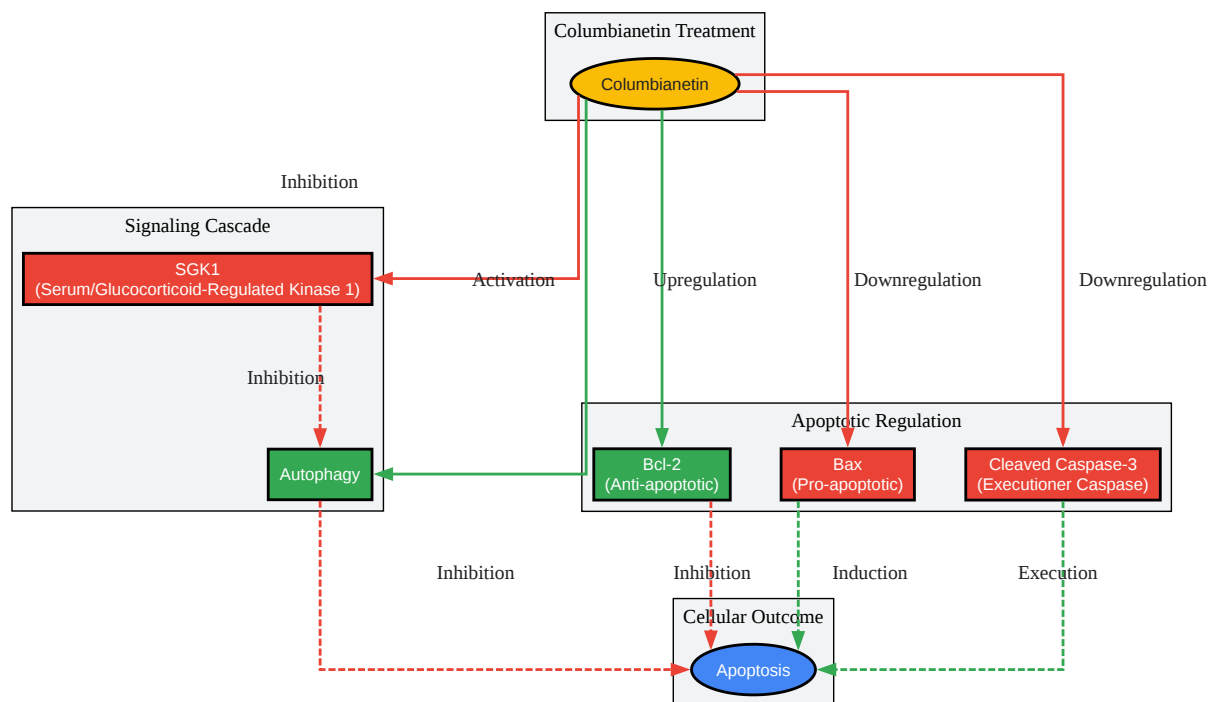 Columbianetin Treatment
Columbianetin
Inhibition
Signaling Cascade
SGK1
(Serum/Glucocorticoid-Regulated Kinase 1)
Activation
Upregulation
Downregulation
Downregulation
Inhibition
Apoptotic Regulation
Autophagy
Bcl-2
(Anti-apoptotic)
Bax
(Pro-apoptotic)
Cleaved Caspase-3
(Executioner Caspase)
Inhibition
Inhibition
Induction
Execution
Cellular Outcome
Apoptosis